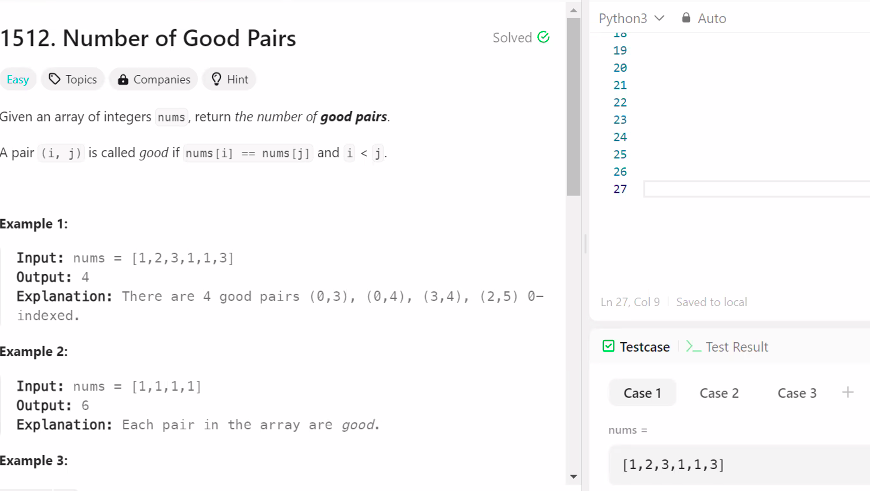 1512. Number of Good Pairs
Solved
Easy
Topics
Companies
Hint
Given an array of integers nums, return the number of good pairs.
A pair (i, j) is called good if nums[i] == nums[j] and i < j.
Example 1:
Input: nums = [1,2,3,1,1,3]
Output: 4
Explanation: There are 4 good pairs (0,3), (0,4), (3,4), (2,5) 0-
indexed.
Example 2:
Input: nums = [1,1,1,1]
Output: 6
Explanation: Each pair in the array are good.
Example 3:
Python3
Auto
18
19
20
21
22
23
24
25
26
27
Ln 27, Col 9
Saved to local
Testcase
Test Result
Case 1
Case 2
Case 3
+
nums =
[1,2,3,1,1,3]